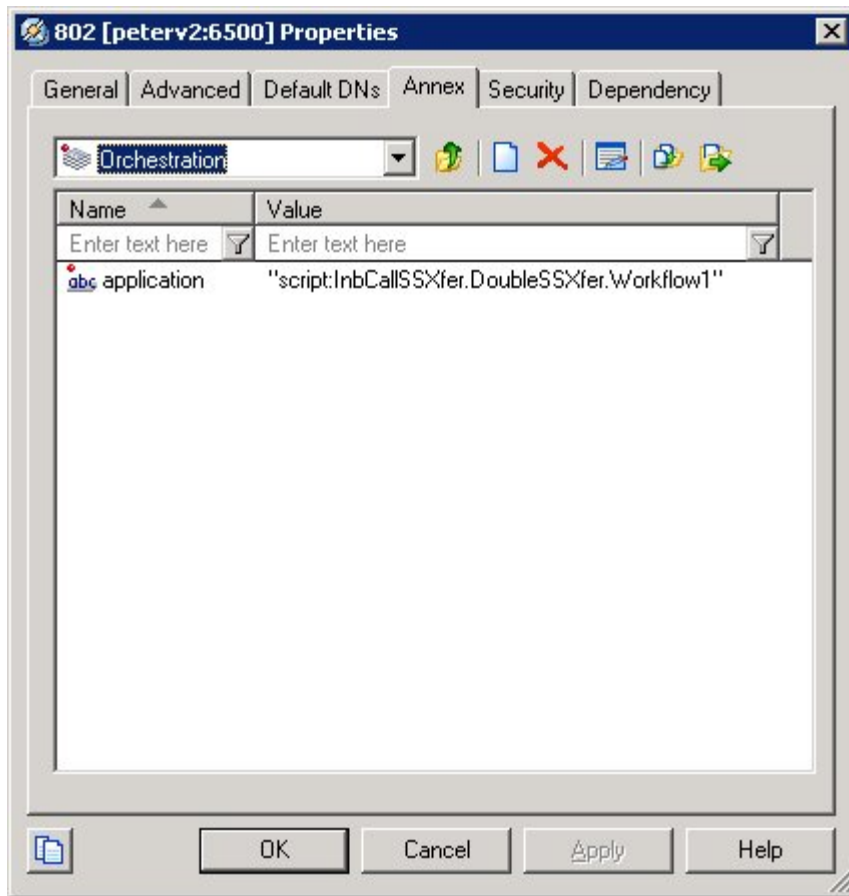 802 [peterv2:6500] Properties
General Advanced Default DNs Annex Security Dependency
Orchestration
Name Value
Enter text here Enter text here
abc application "script:InbCallSSXfer.DoubleSSXfer.Workflow1"
OK Cancel Apply Help